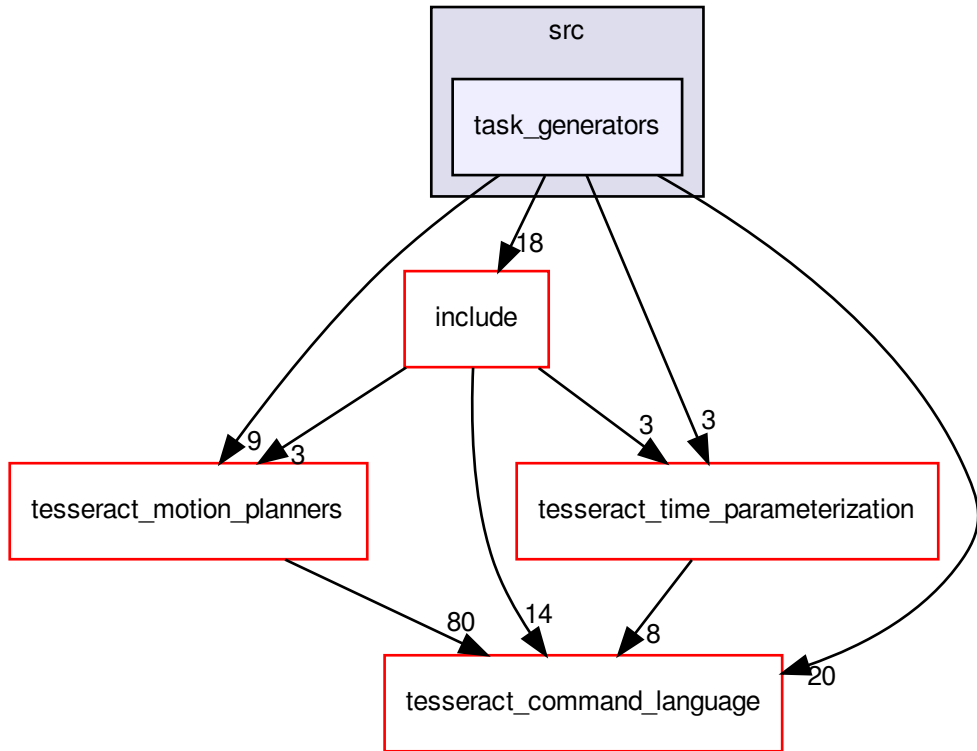 src
task_generators
18
include
9
3
3
3
tesseract_motion_planners
tesseract_time_parameterization
80
14
8
20
tesseract_command_language